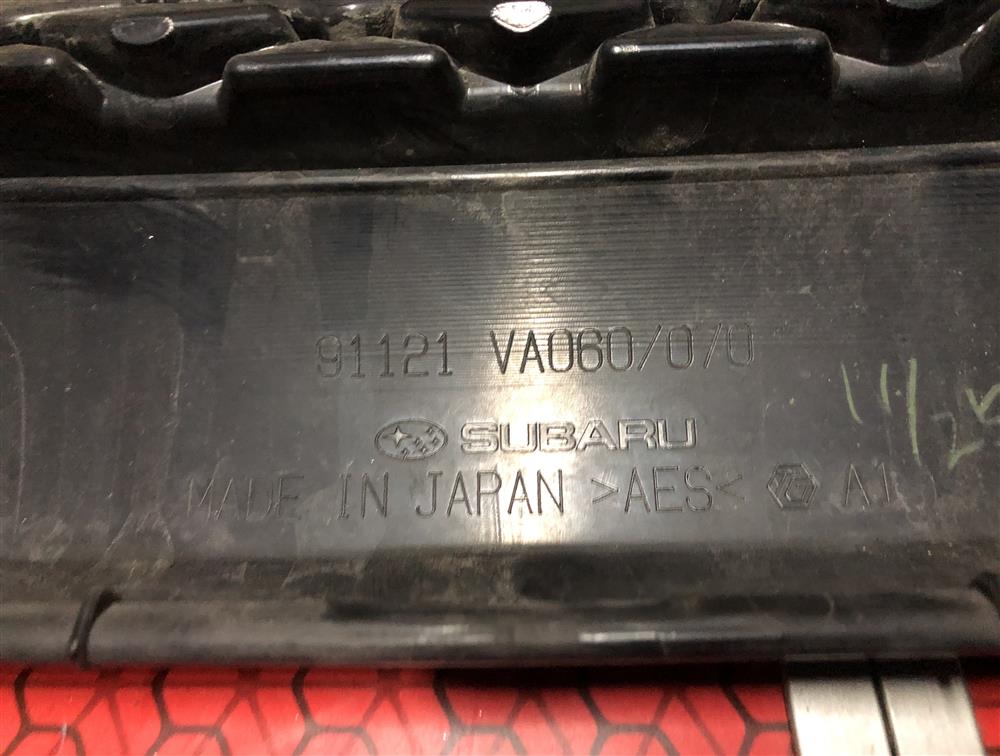 91121 VA060/0/0
SUBARU
MADE IN JAPAN >AES< A1